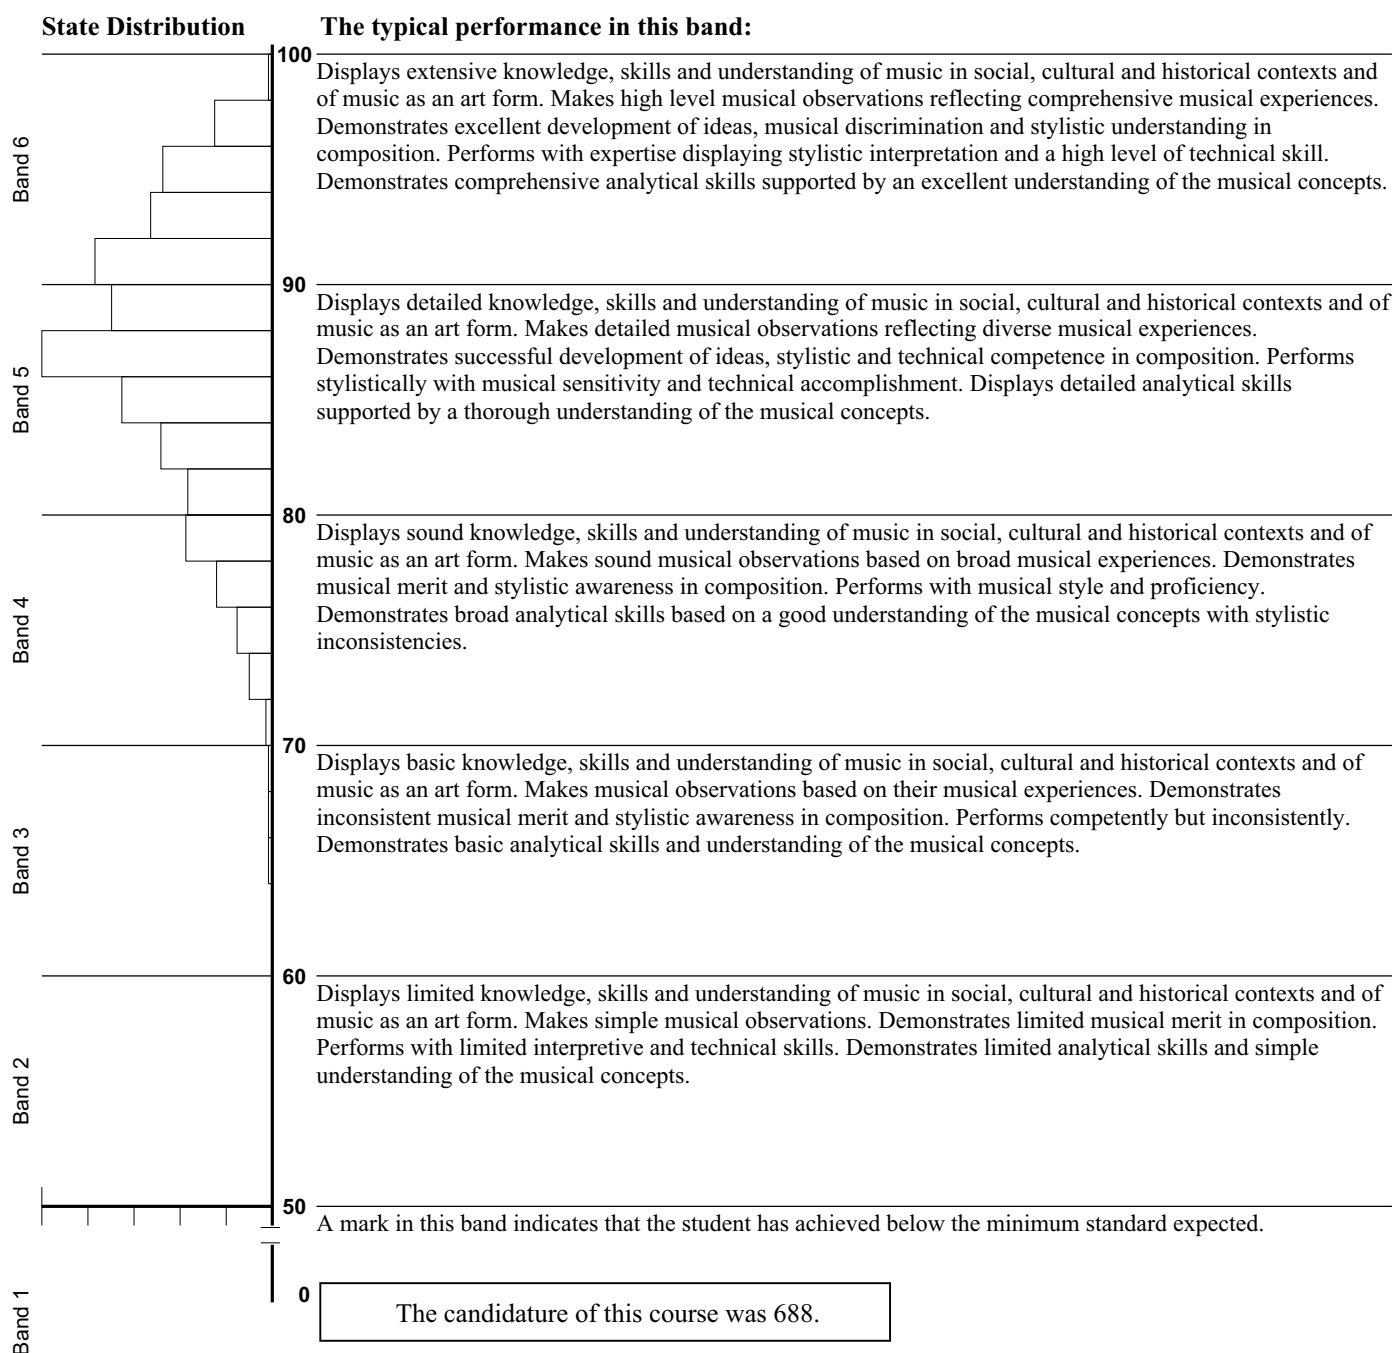 State Distribution
The typical performance in this band:
100
Displays extensive knowledge, skills and understanding of music in social, cultural and historical contexts and
of music as an art form. Makes high level musical observations reflecting comprehensive musical experiences.
Demonstrates excellent development of ideas, musical discrimination and stylistic understanding in
composition. Performs with expertise displaying stylistic interpretation and a high level of technical skill.
Demonstrates comprehensive analytical skills supported by an excellent understanding of the musical concepts.
Band 6
90
Displays detailed knowledge, skills and understanding of music in social, cultural and historical contexts and of
music as an art form. Makes detailed musical observations reflecting diverse musical experiences.
Demonstrates successful development of ideas, stylistic and technical competence in composition. Performs
stylistically with musical sensitivity and technical accomplishment. Displays detailed analytical skills
supported by a thorough understanding of the musical concepts.
Band 5
80
Displays sound knowledge, skills and understanding of music in social, cultural and historical contexts and of
music as an art form. Makes sound musical observations based on broad musical experiences. Demonstrates
musical merit and stylistic awareness in composition. Performs with musical style and proficiency.
Demonstrates broad analytical skills based on a good understanding of the musical concepts with stylistic
inconsistencies.
Band 4
70
Displays basic knowledge, skills and understanding of music in social, cultural and historical contexts and of
music as an art form. Makes musical observations based on their musical experiences. Demonstrates
inconsistent musical merit and stylistic awareness in composition. Performs competently but inconsistently.
Demonstrates basic analytical skills and understanding of the musical concepts.
Band 3
60
Displays limited knowledge, skills and understanding of music in social, cultural and historical contexts and of
music as an art form. Makes simple musical observations. Demonstrates limited musical merit in composition.
Performs with limited interpretive and technical skills. Demonstrates limited analytical skills and simple
understanding of the musical concepts.
Band 2
50
A mark in this band indicates that the student has achieved below the minimum standard expected.
0
Band 1
The candidature of this course was 688.